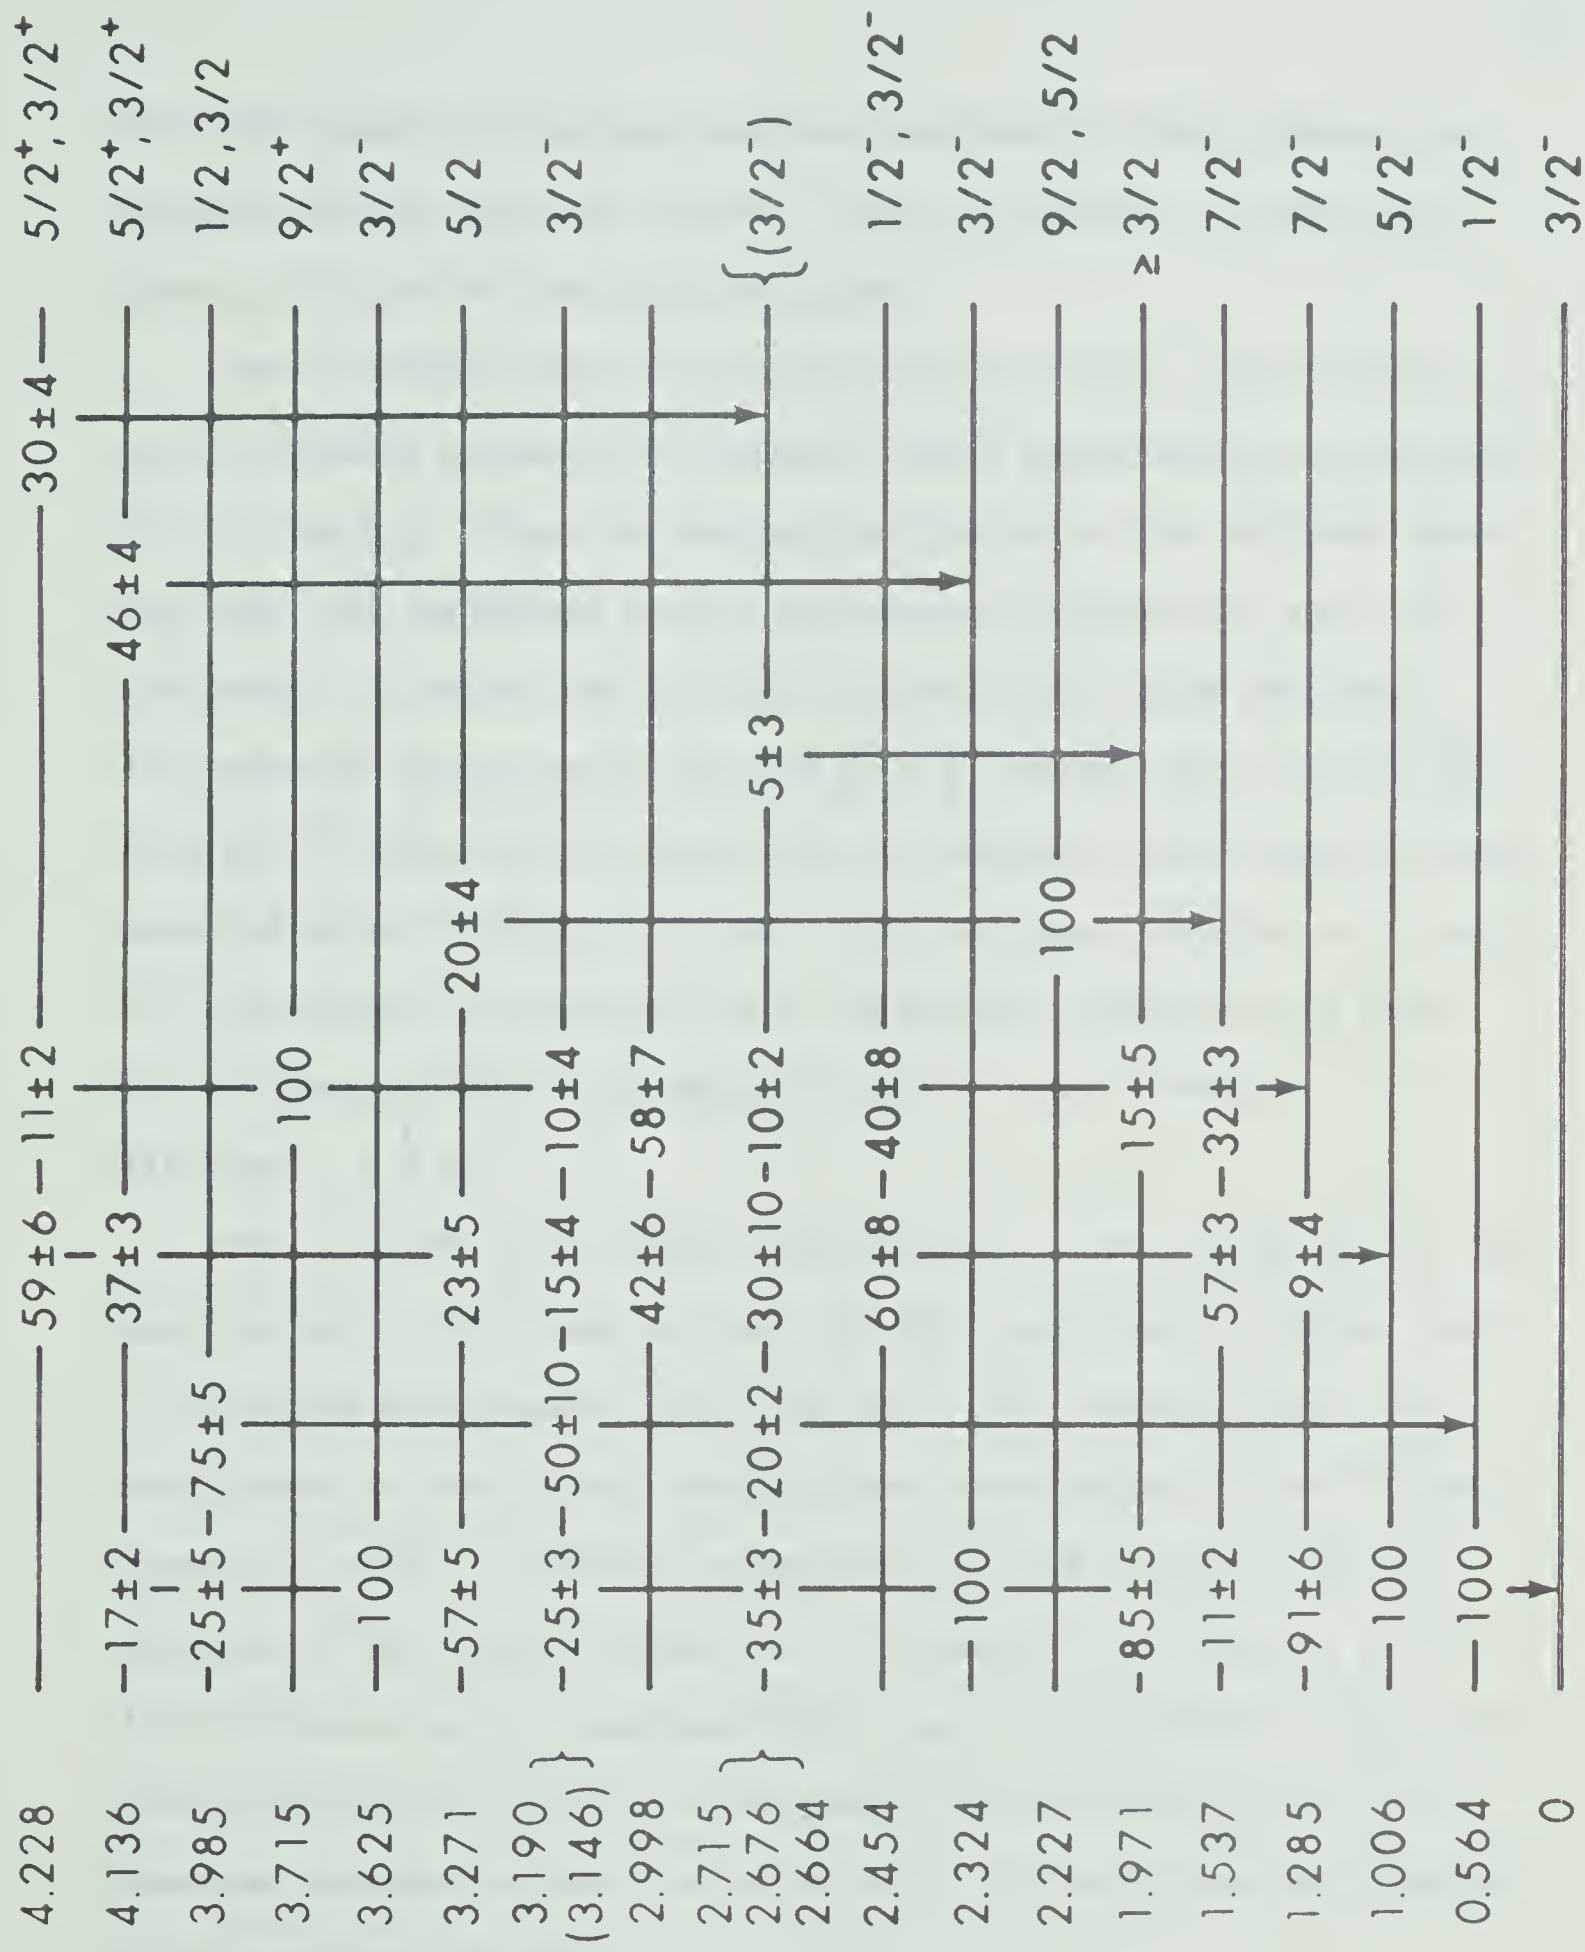 4.228 59±6 11±2 30±4 5/2⁺, 3/2⁺
4.136 17±2 37±3 46±4 5/2⁺, 3/2⁺
3.985 25±5 75±5 1/2, 3/2
3.715 100 9/2⁺
3.625 100 3/2⁻
3.271 57±5 23±5 20±4 5/2
3.190 }
(3.146) 25±3 50±10 15±4 10±4 3/2⁻
2.998 42±6 58±7
2.715 }
2.676 35±3 20±2 30±10 10±2 5±3 {(3/2⁻)
2.664
2.454 60±8 40±8 1/2⁻, 3/2⁻
2.324 100 3/2⁻
2.227 100 9/2, 5/2
1.971 85±5 15±5 ≥ 3/2
1.537 11±2 57±3 32±3 7/2⁻
1.285 91±6 9±4 7/2⁻
1.006 100 5/2⁻
0.564 100 1/2⁻
0 3/2⁻